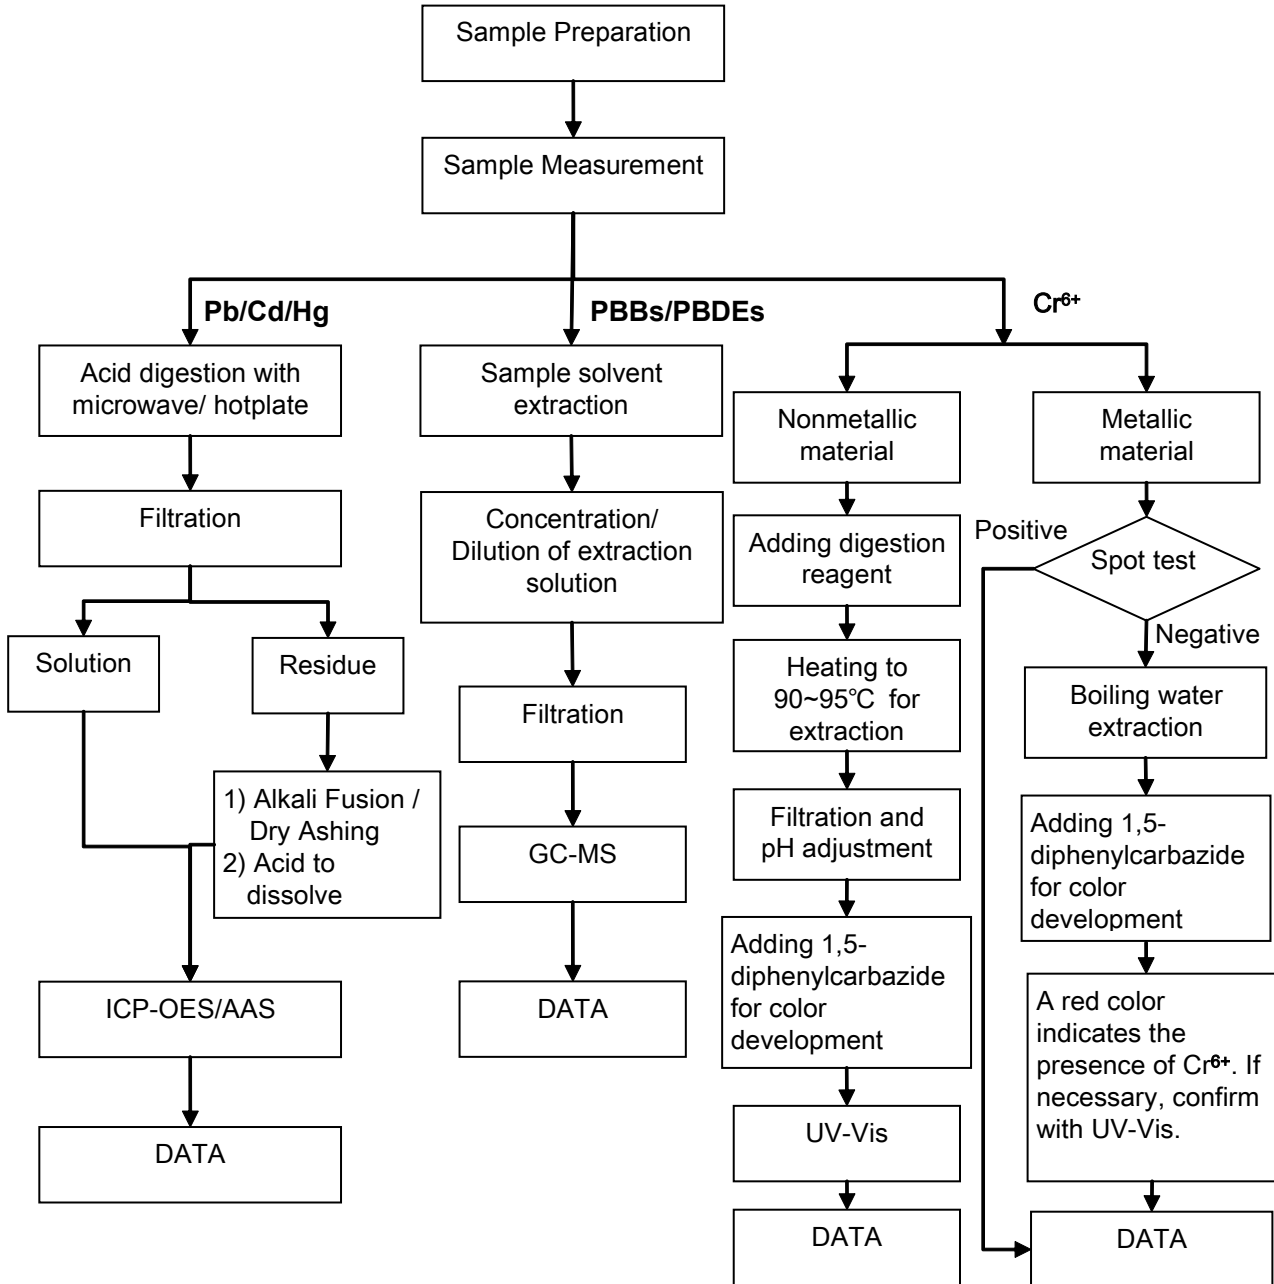 Sample Preparation
Sample Measurement
Pb/Cd/Hg
PBBs/PBDEs
Cr⁶⁺
Acid digestion with
microwave/ hotplate
Filtration
Solution
Residue
1) Alkali Fusion /
Dry Ashing
2) Acid to
dissolve
ICP-OES/AAS
DATA
Sample solvent
extraction
Concentration/
Dilution of extraction
solution
Filtration
GC-MS
DATA
Nonmetallic
material
Adding digestion
reagent
Heating to
90~95℃ for
extraction
Filtration and
pH adjustment
Adding 1,5-
diphenylcarbazide
for color
development
UV-Vis
DATA
Metallic
material
Positive
Spot test
Negative
Boiling water
extraction
Adding 1,5-
diphenylcarbazide
for color
development
A red color
indicates the
presence of Cr⁶⁺. If
necessary, confirm
with UV-Vis.
DATA